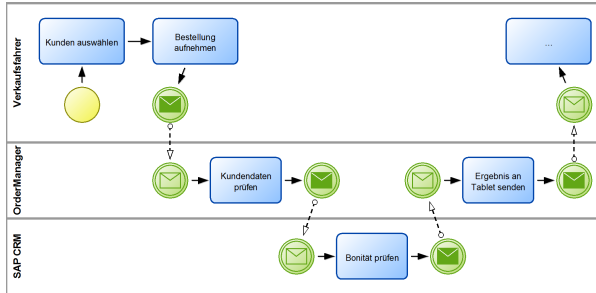 Verkaufsfahrer
Kunden auswählen
Bestellung
aufnehmen
...
OrderManager
Kundendaten
prüfen
Ergebnis an
Tablet senden
SAP CRM
Bonität prüfen